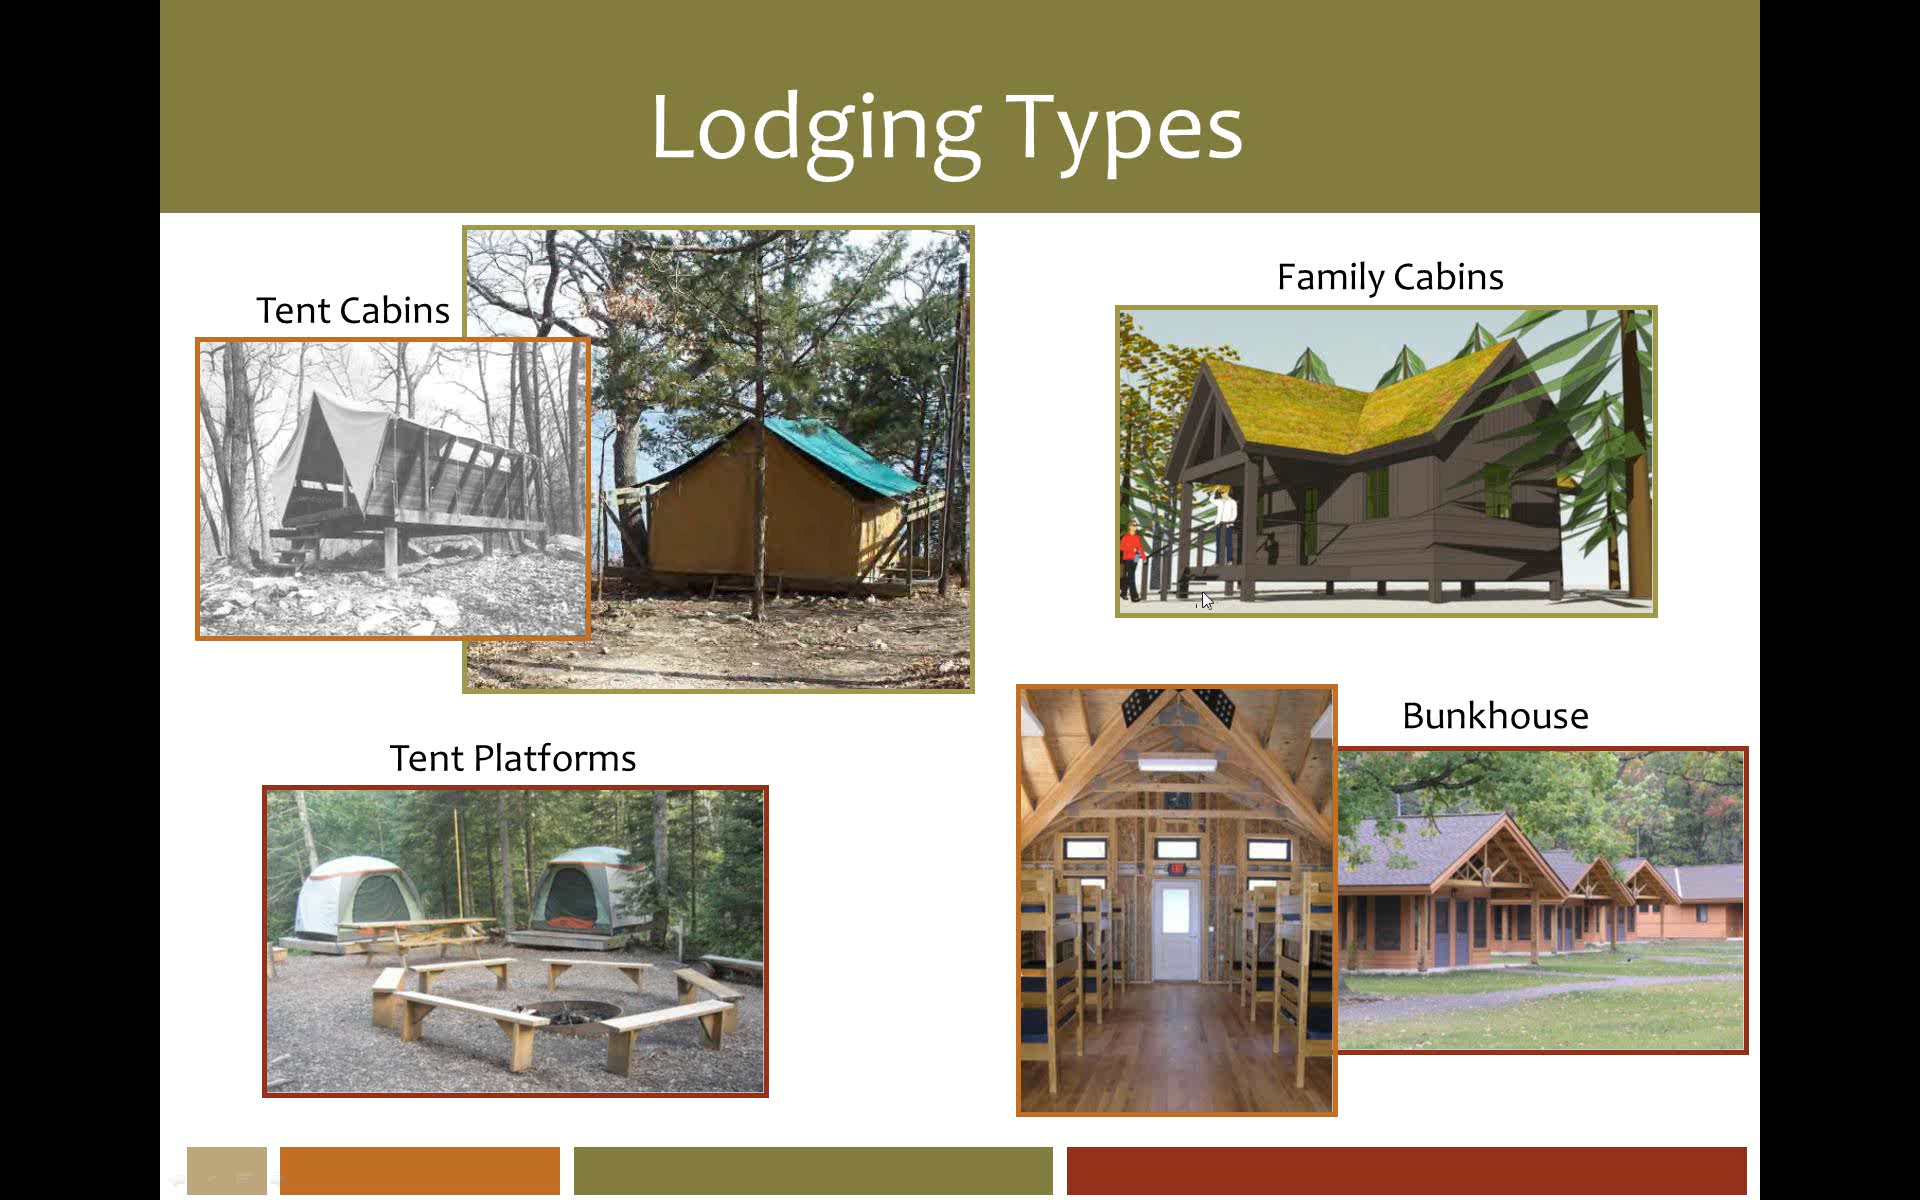 Lodging Types
Tent Cabins
Family Cabins
Tent Platforms
Bunkhouse